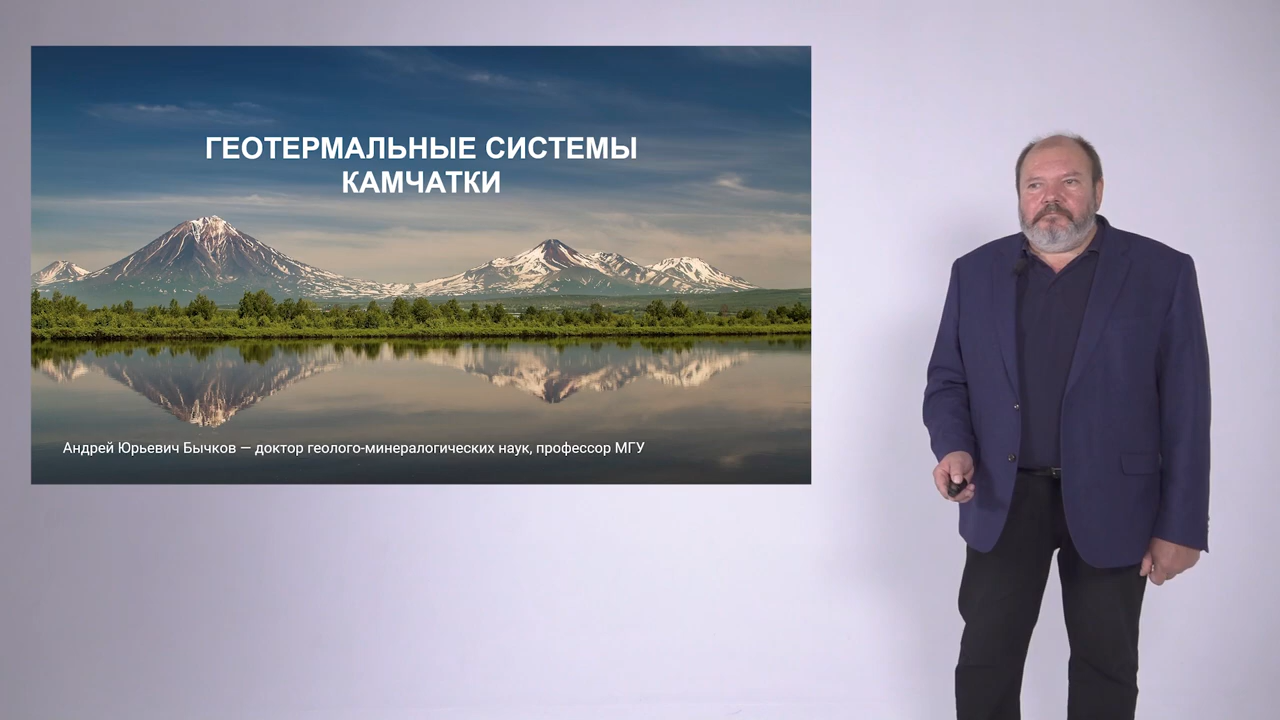 ГЕОТЕРМАЛЬНЫЕ СИСТЕМЫ
КАМЧАТКИ
Андрей Юрьевич Бычков — доктор геолого-минералогических наук, профессор МГУ